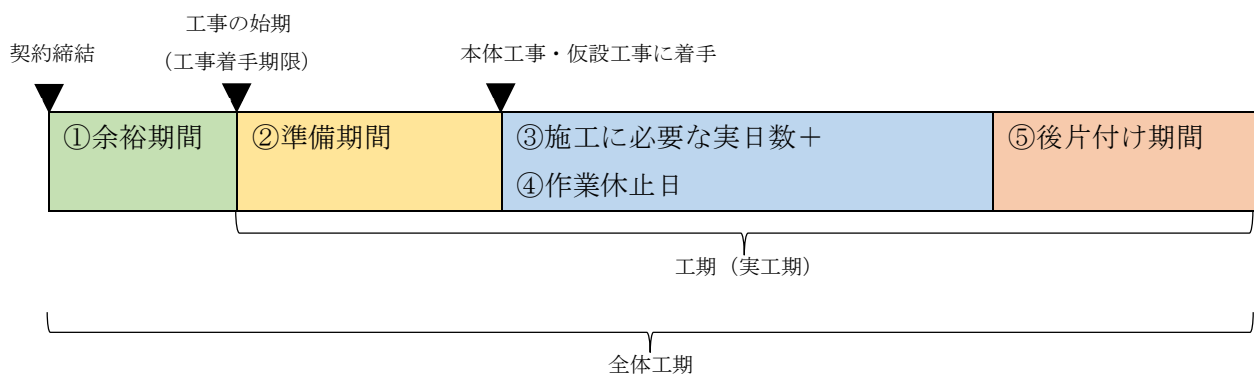 工事の始期
契約締結
(工事着手期限)
本体工事・仮設工事に着手
①余裕期間
②準備期間
③施工に必要な実日数+
④作業休止日
⑤後片付け期間
工期(実工期)
全体工期